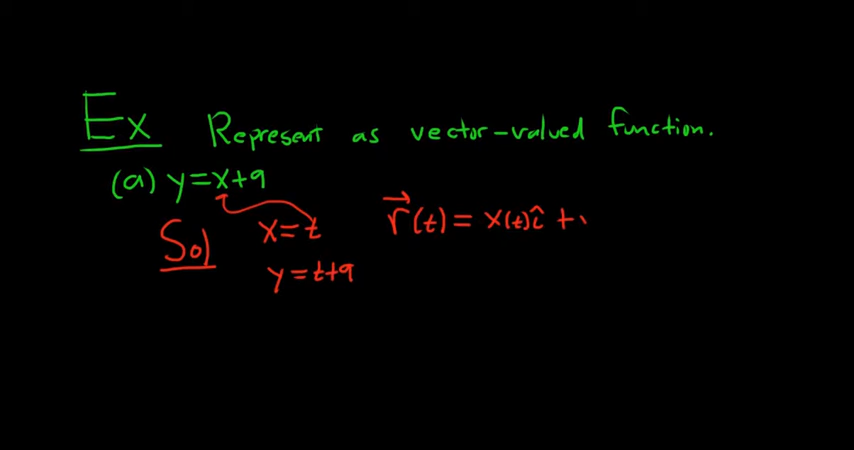 Ex Represent as vector-valued function.
(a) y=x+9
Sol x=t r⃗(t) = x(t)î +
y=t+9